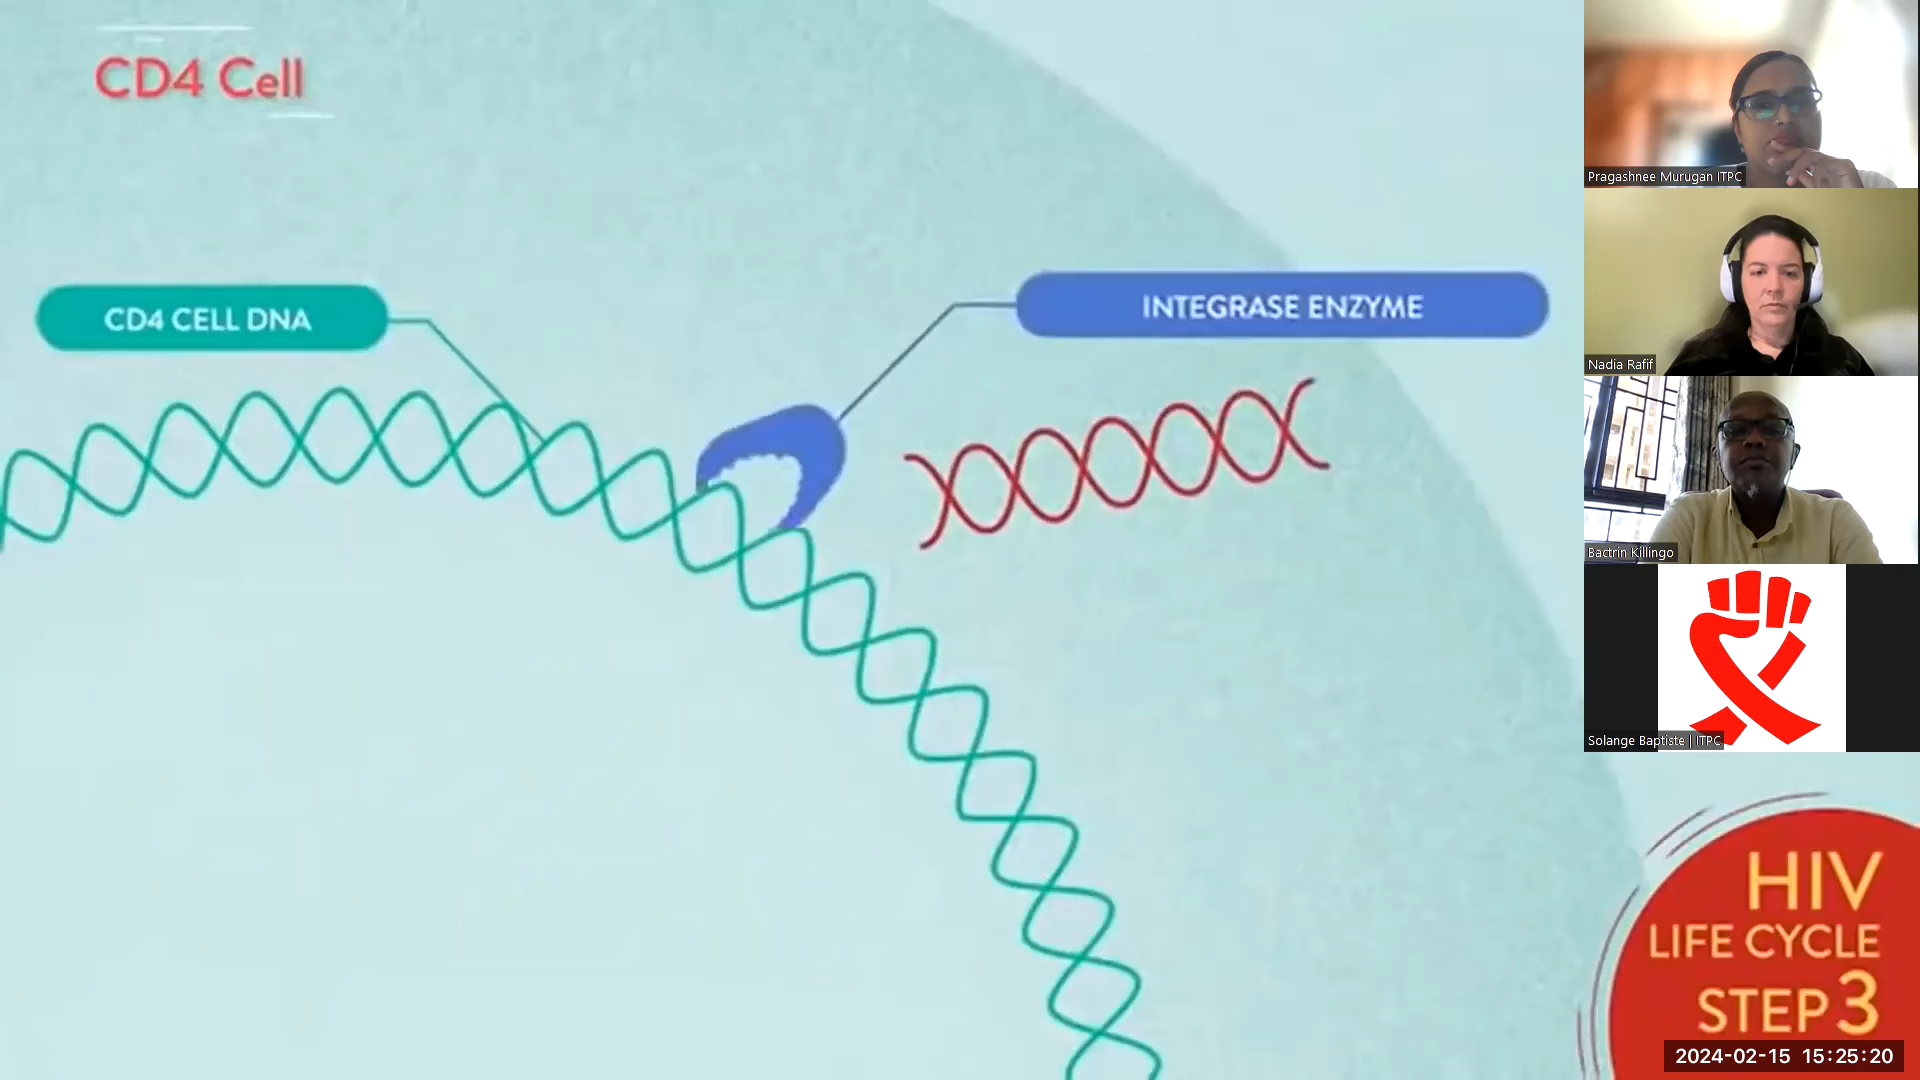 CD4 Cell
CD4 CELL DNA
INTEGRASE ENZYME
Pragashnee Murugan ITPC
Nadia Rafif
Bactrin Killingo
Solange Baptiste | ITPC
HIV
LIFE CYCLE
STEP 3
2024-02-15 15:25:20